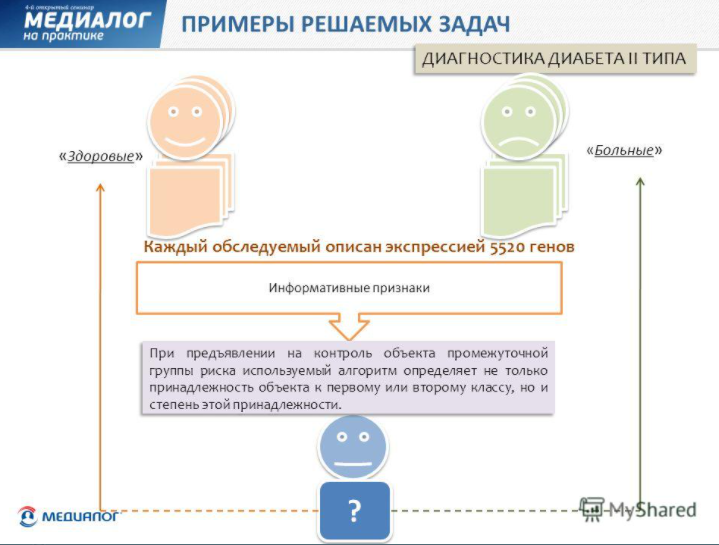 4-й открытый семинар
МЕДИАЛОГ
на практике
ПРИМЕРЫ РЕШАЕМЫХ ЗАДАЧ
ДИАГНОСТИКА ДИАБЕТА II ТИПА
«Здоровые»
«Больные»
Каждый обследуемый описан экспрессией 5520 генов
Информативные признаки
При предъявлении на контроль объекта промежуточной
группы риска используемый алгоритм определяет не только
принадлежность объекта к первому или второму классу, но и
степень этой принадлежности.
?
МЕДИАЛОГ
MyShared